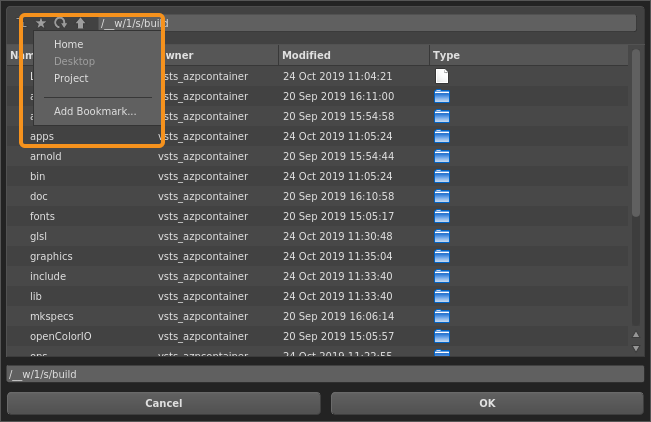 /__w/1/s/build
Home
Desktop
Project
Add Bookmark...
Owner Modified Type
vsts_azpcontainer 24 Oct 2019 11:04:21
vsts_azpcontainer 20 Sep 2019 16:11:00
vsts_azpcontainer 20 Sep 2019 15:54:58
apps vsts_azpcontainer 24 Oct 2019 11:05:24
arnold vsts_azpcontainer 20 Sep 2019 15:54:44
bin vsts_azpcontainer 24 Oct 2019 11:05:24
doc vsts_azpcontainer 20 Sep 2019 16:10:58
fonts vsts_azpcontainer 20 Sep 2019 15:05:17
glsl vsts_azpcontainer 24 Oct 2019 11:30:48
graphics vsts_azpcontainer 24 Oct 2019 11:35:04
include vsts_azpcontainer 24 Oct 2019 11:33:40
lib vsts_azpcontainer 24 Oct 2019 11:33:40
mkspecs vsts_azpcontainer 20 Sep 2019 16:06:14
openColorIO vsts_azpcontainer 20 Sep 2019 15:05:57
vsts_azpcontainer 24 Oct 2019 11:22:55
/__w/1/s/build
Cancel OK